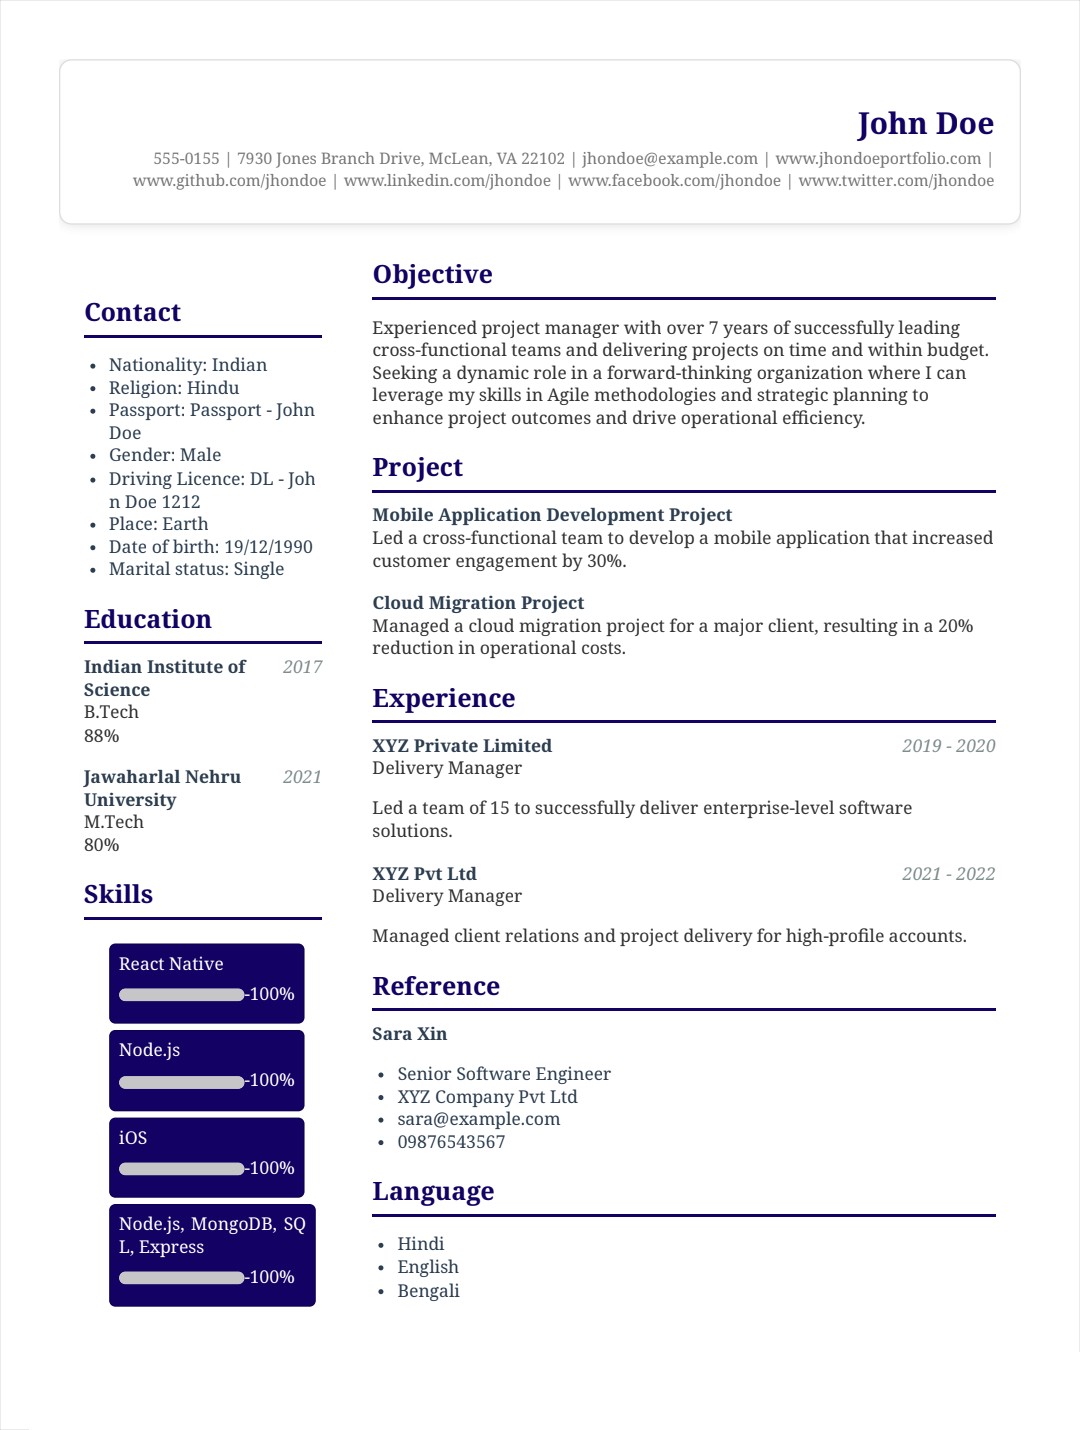 John Doe
555-0155 | 7930 Jones Branch Drive, McLean, VA 22102 | jhondoe@example.com | www.jhondoeportfolio.com |
www.github.com/jhondoe | www.linkedin.com/jhondoe | www.facebook.com/jhondoe | www.twitter.com/jhondoe
Contact
• Nationality: Indian
• Religion: Hindu
• Passport: Passport - John
Doe
• Gender: Male
• Driving Licence: DL - Joh
n Doe 1212
• Place: Earth
• Date of birth: 19/12/1990
• Marital status: Single
Education
Indian Institute of 2017
Science
B.Tech
88%
Jawaharlal Nehru 2021
University
M.Tech
80%
Skills
React Native
-100%
Node.js
-100%
iOS
-100%
Node.js, MongoDB, SQ
L, Express
-100%
Objective
Experienced project manager with over 7 years of successfully leading
cross-functional teams and delivering projects on time and within budget.
Seeking a dynamic role in a forward-thinking organization where I can
leverage my skills in Agile methodologies and strategic planning to
enhance project outcomes and drive operational efficiency.
Project
Mobile Application Development Project
Led a cross-functional team to develop a mobile application that increased
customer engagement by 30%.
Cloud Migration Project
Managed a cloud migration project for a major client, resulting in a 20%
reduction in operational costs.
Experience
XYZ Private Limited 2019 - 2020
Delivery Manager
Led a team of 15 to successfully deliver enterprise-level software
solutions.
XYZ Pvt Ltd 2021 - 2022
Delivery Manager
Managed client relations and project delivery for high-profile accounts.
Reference
Sara Xin
• Senior Software Engineer
• XYZ Company Pvt Ltd
• sara@example.com
• 09876543567
Language
• Hindi
• English
• Bengali